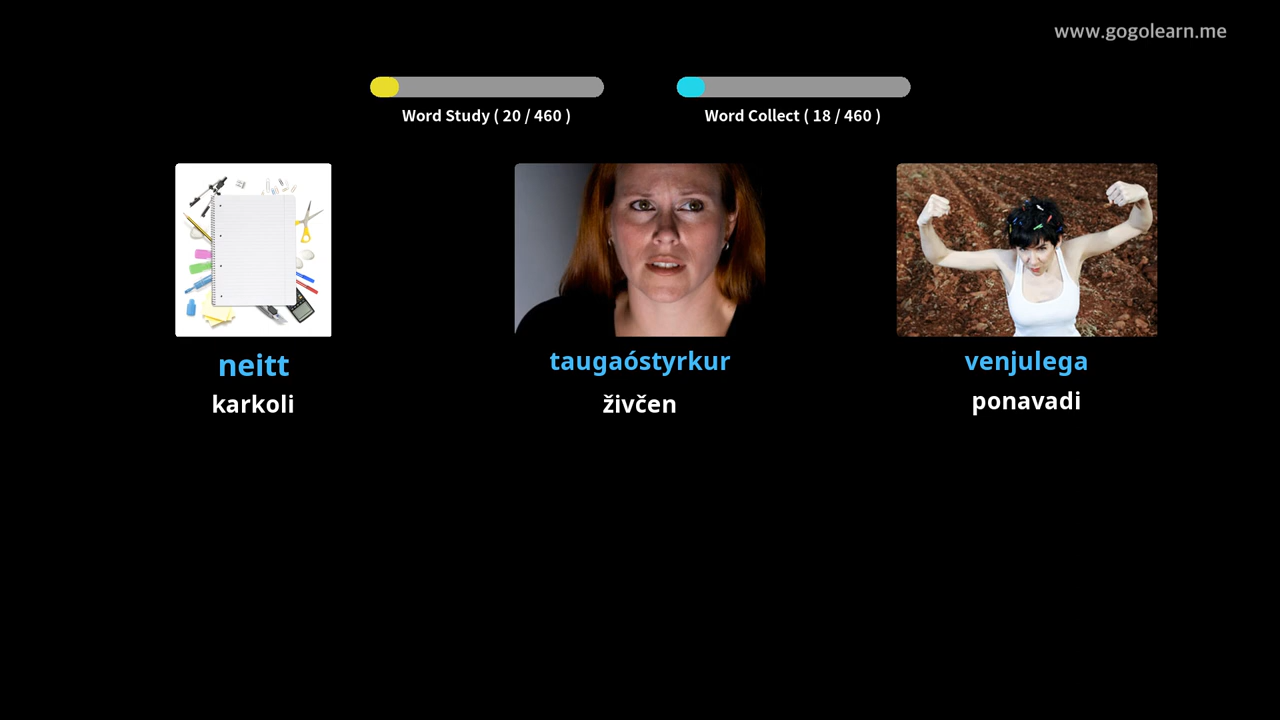 www.gogolearn.me
Word Study ( 20 / 460 )
Word Collect ( 18 / 460 )
neitt
taugaóstyrkur
venjulega
karkoli
živčen
ponavadi